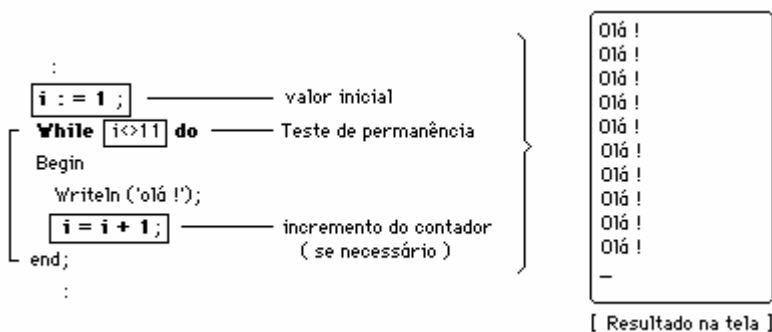 :
i := 1 ;
valor inicial
While i<>11 do
Teste de permanência
Begin
Writeln ('olá !');
i = i + 1;
incremento do contador
( se necessário )
end;
:
Olá !
Olá !
Olá !
Olá !
Olá !
Olá !
Olá !
Olá !
Olá !
Olá !
_
[ Resultado na tela ]